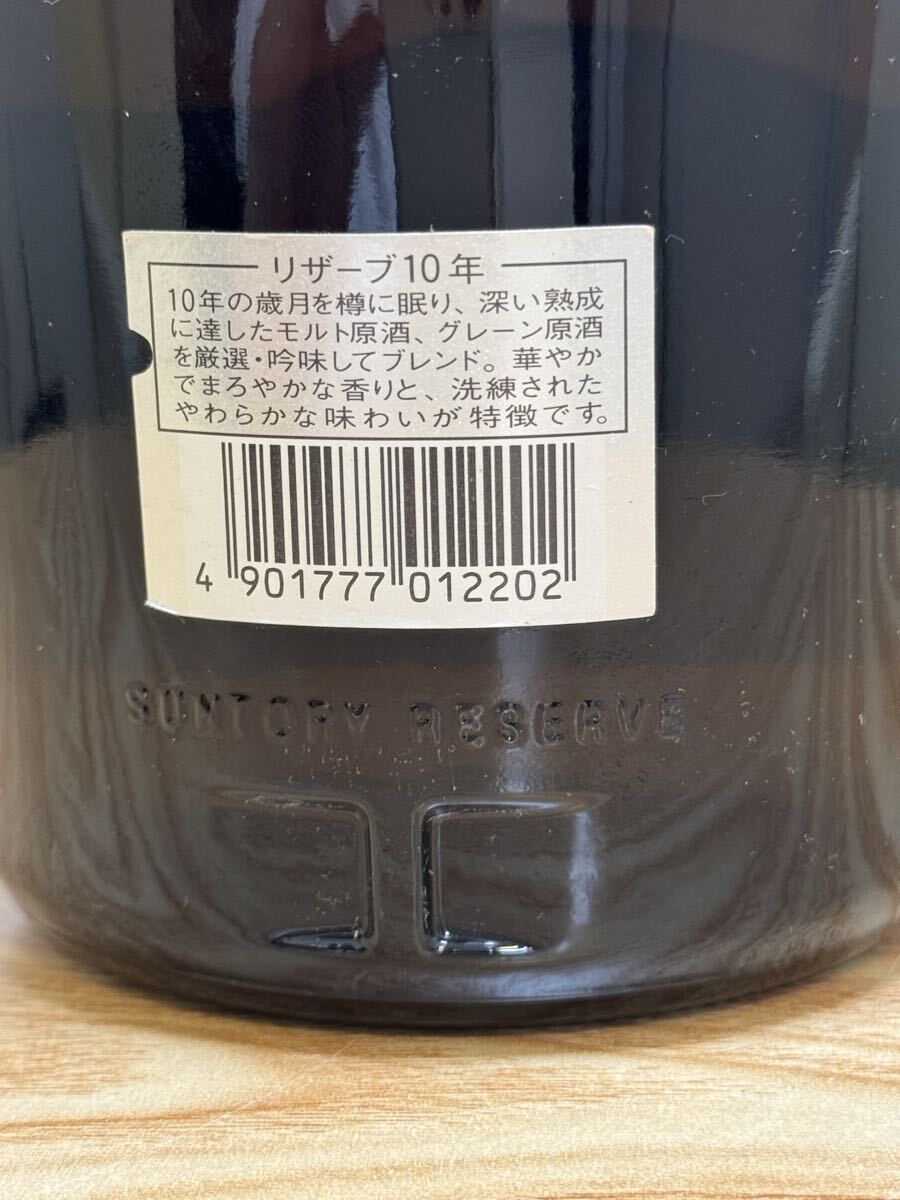 リザーブ10年
10年の歳月を樽に眠り、深い熟成
に達したモルト原酒、グレーン原酒
を厳選・吟味してブレンド。華やか
でまろやかな香りと、洗練された
やわらかな味わいが特徴です。
4 901777 012202
SUNTORY RESERVE